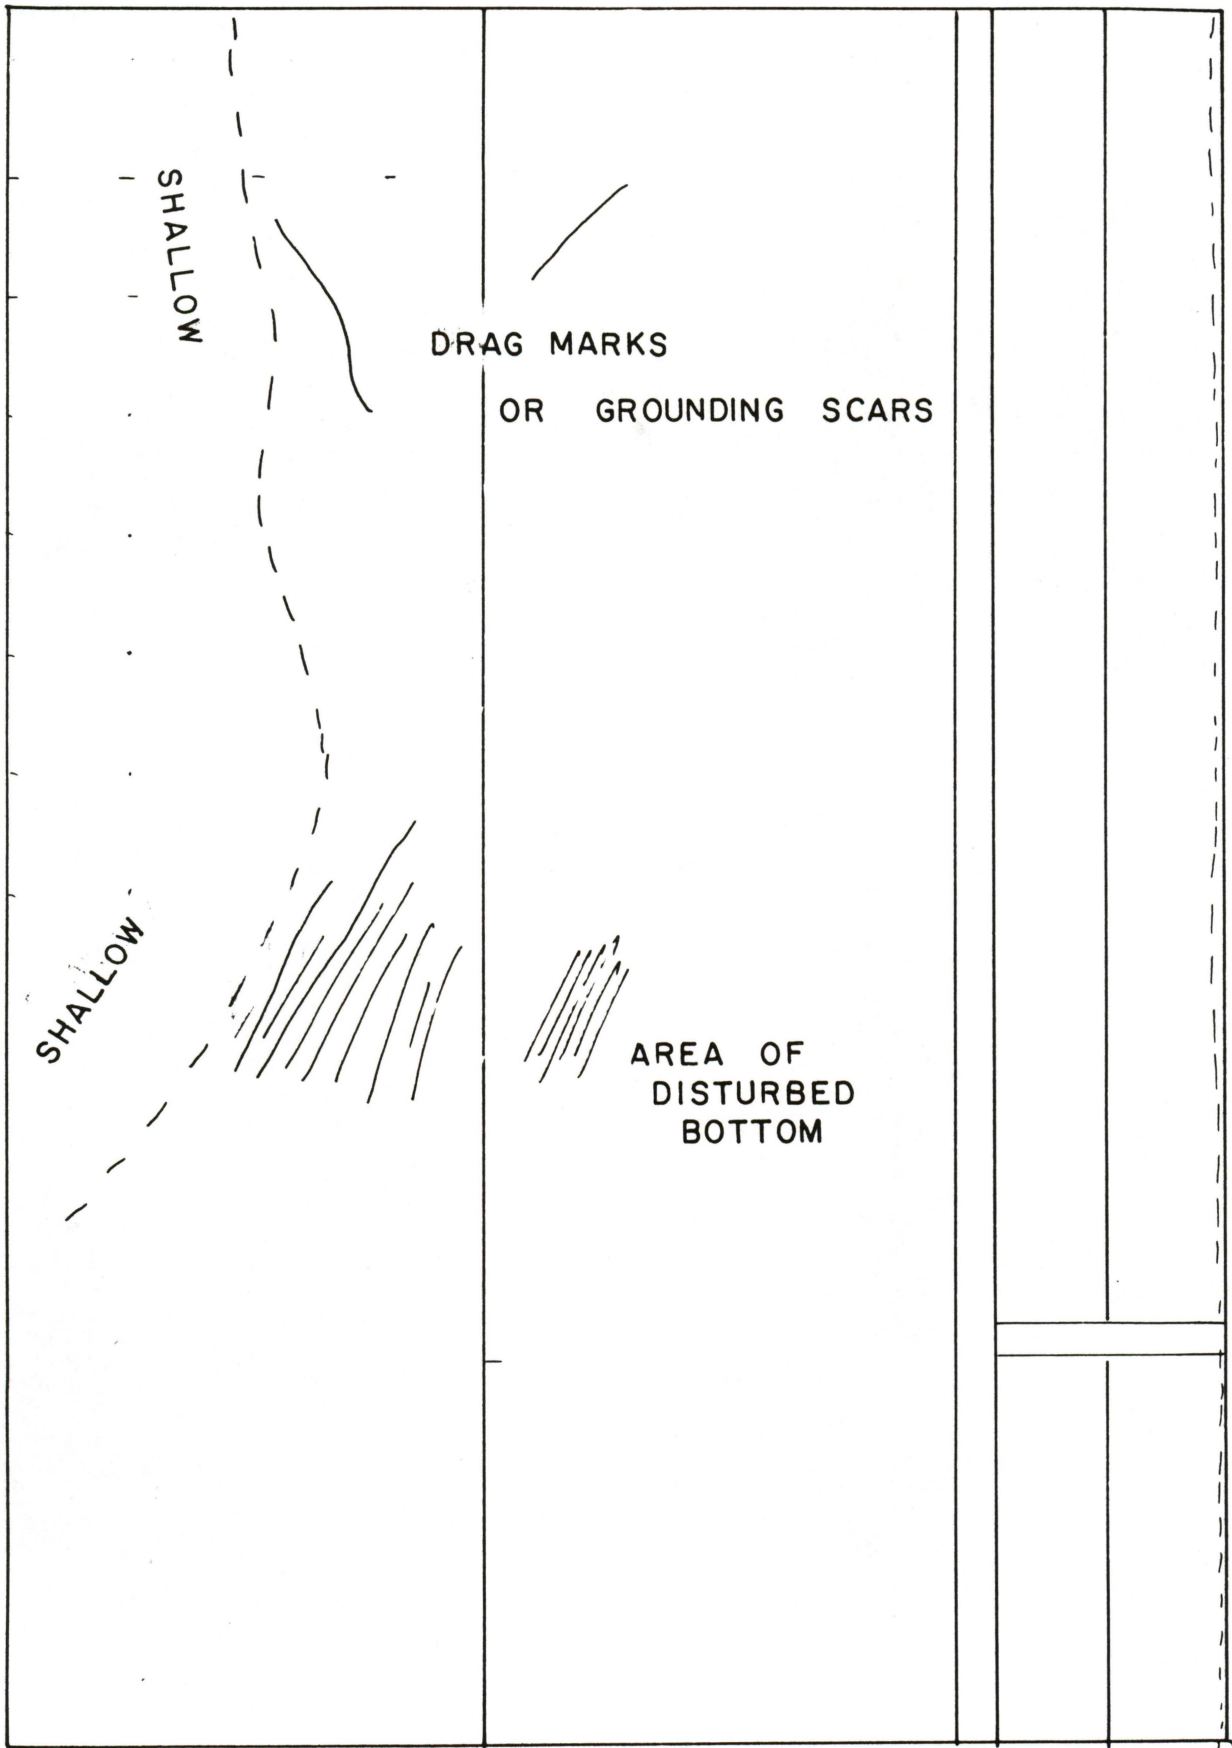 SHALLOW
DRAG MARKS
OR GROUNDING SCARS
SHALLOW
AREA OF
DISTURBED
BOTTOM